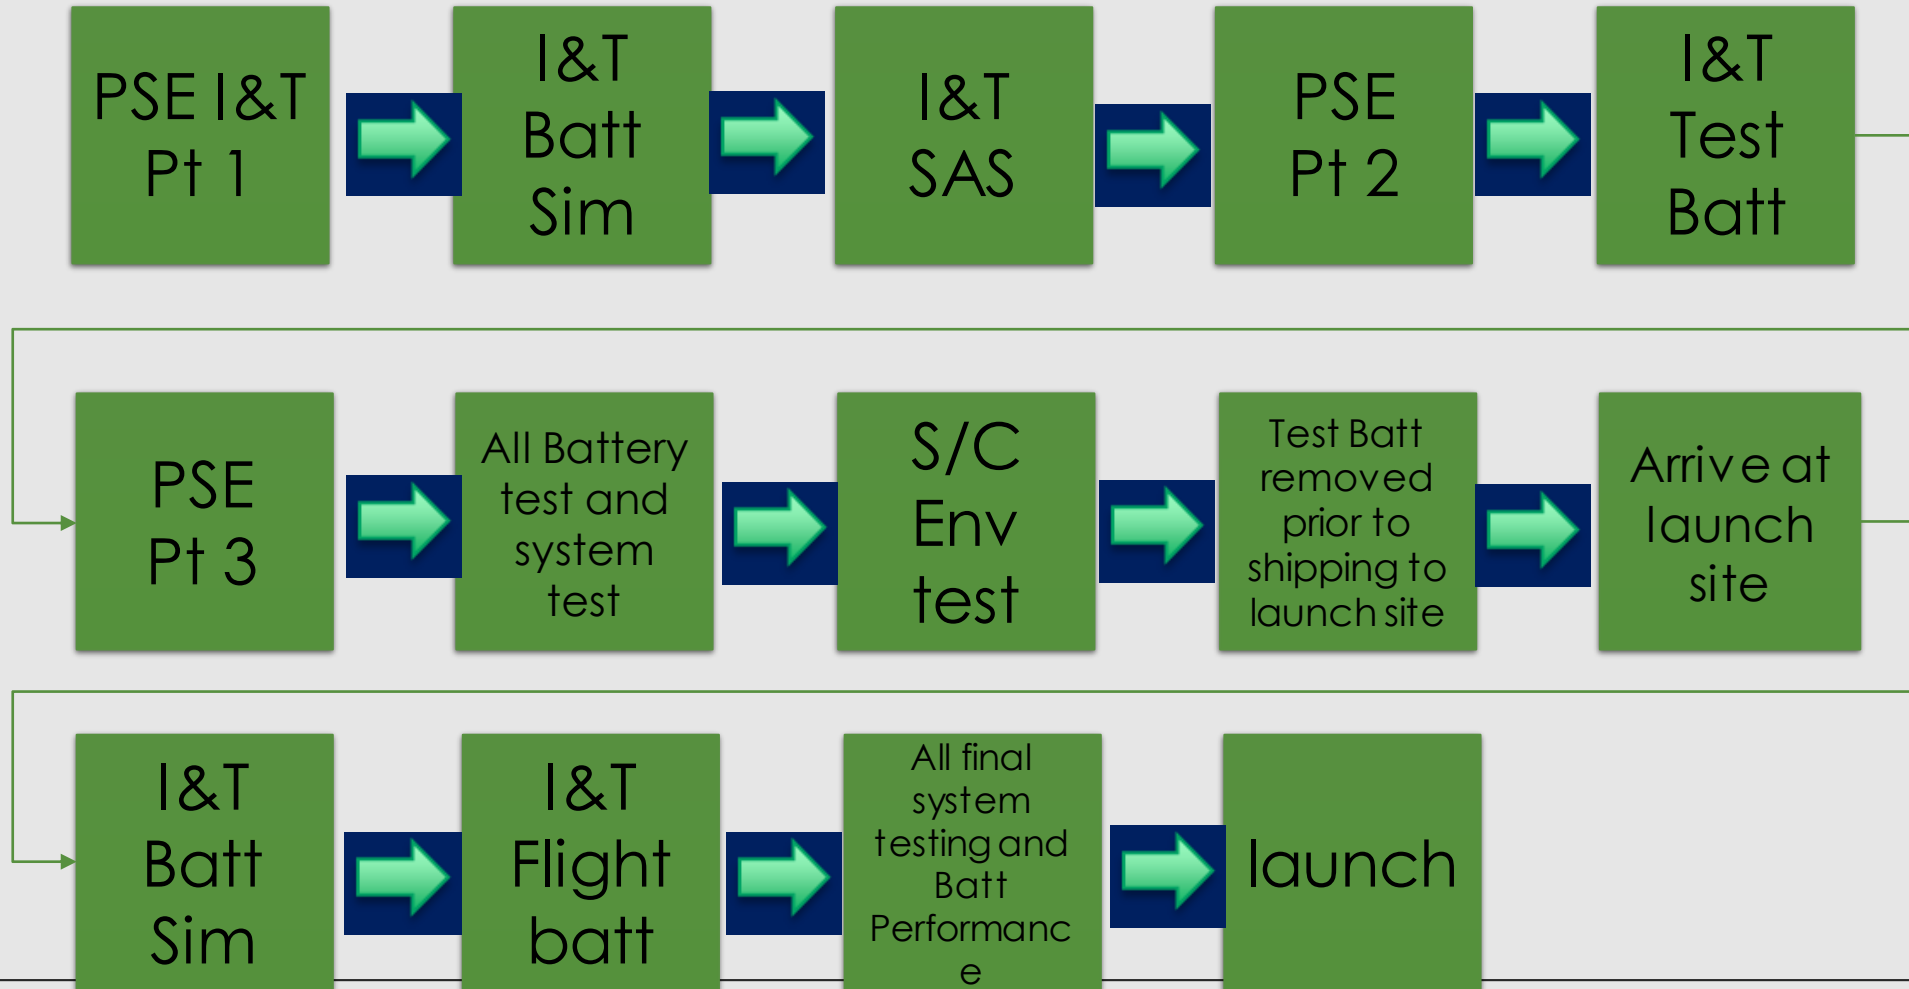 PSE I&T
Pt 1
I&T
Batt
Sim
I&T
SAS
PSE
Pt 2
I&T
Test
Batt
PSE
Pt 3
All Battery
test and
system
test
S/C
Env
test
Test Batt
removed
prior to
shipping to
launch site
Arrive at
launch
site
I&T
Batt
Sim
I&T
Flight
batt
All final
system
testing and
Batt
Performanc
e
launch